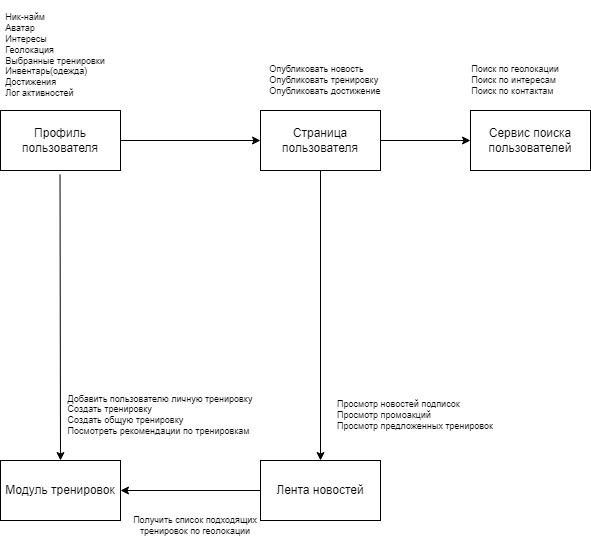 Ник-найм
Аватар
Интересы
Геолокация
Выбранные тренировки
Инвентарь(одежда)
Достижения
Лог активностей
Опубликовать новость
Опубликовать тренировку
Опубликовать достижение
Поиск по геолокации
Поиск по интересам
Поиск по контактам
Профиль
пользователя
Страница
пользователя
Сервис поиска
пользователей
Добавить пользователю личную тренировку
Создать тренировку
Создать общую тренировку
Посмотреть рекомендации по тренировкам
Просмотр новостей подписок
Просмотр промоакций
Просмотр предложенных тренировок
Модуль тренировок
Лента новостей
Получить список подходящих
тренировок по геолокации